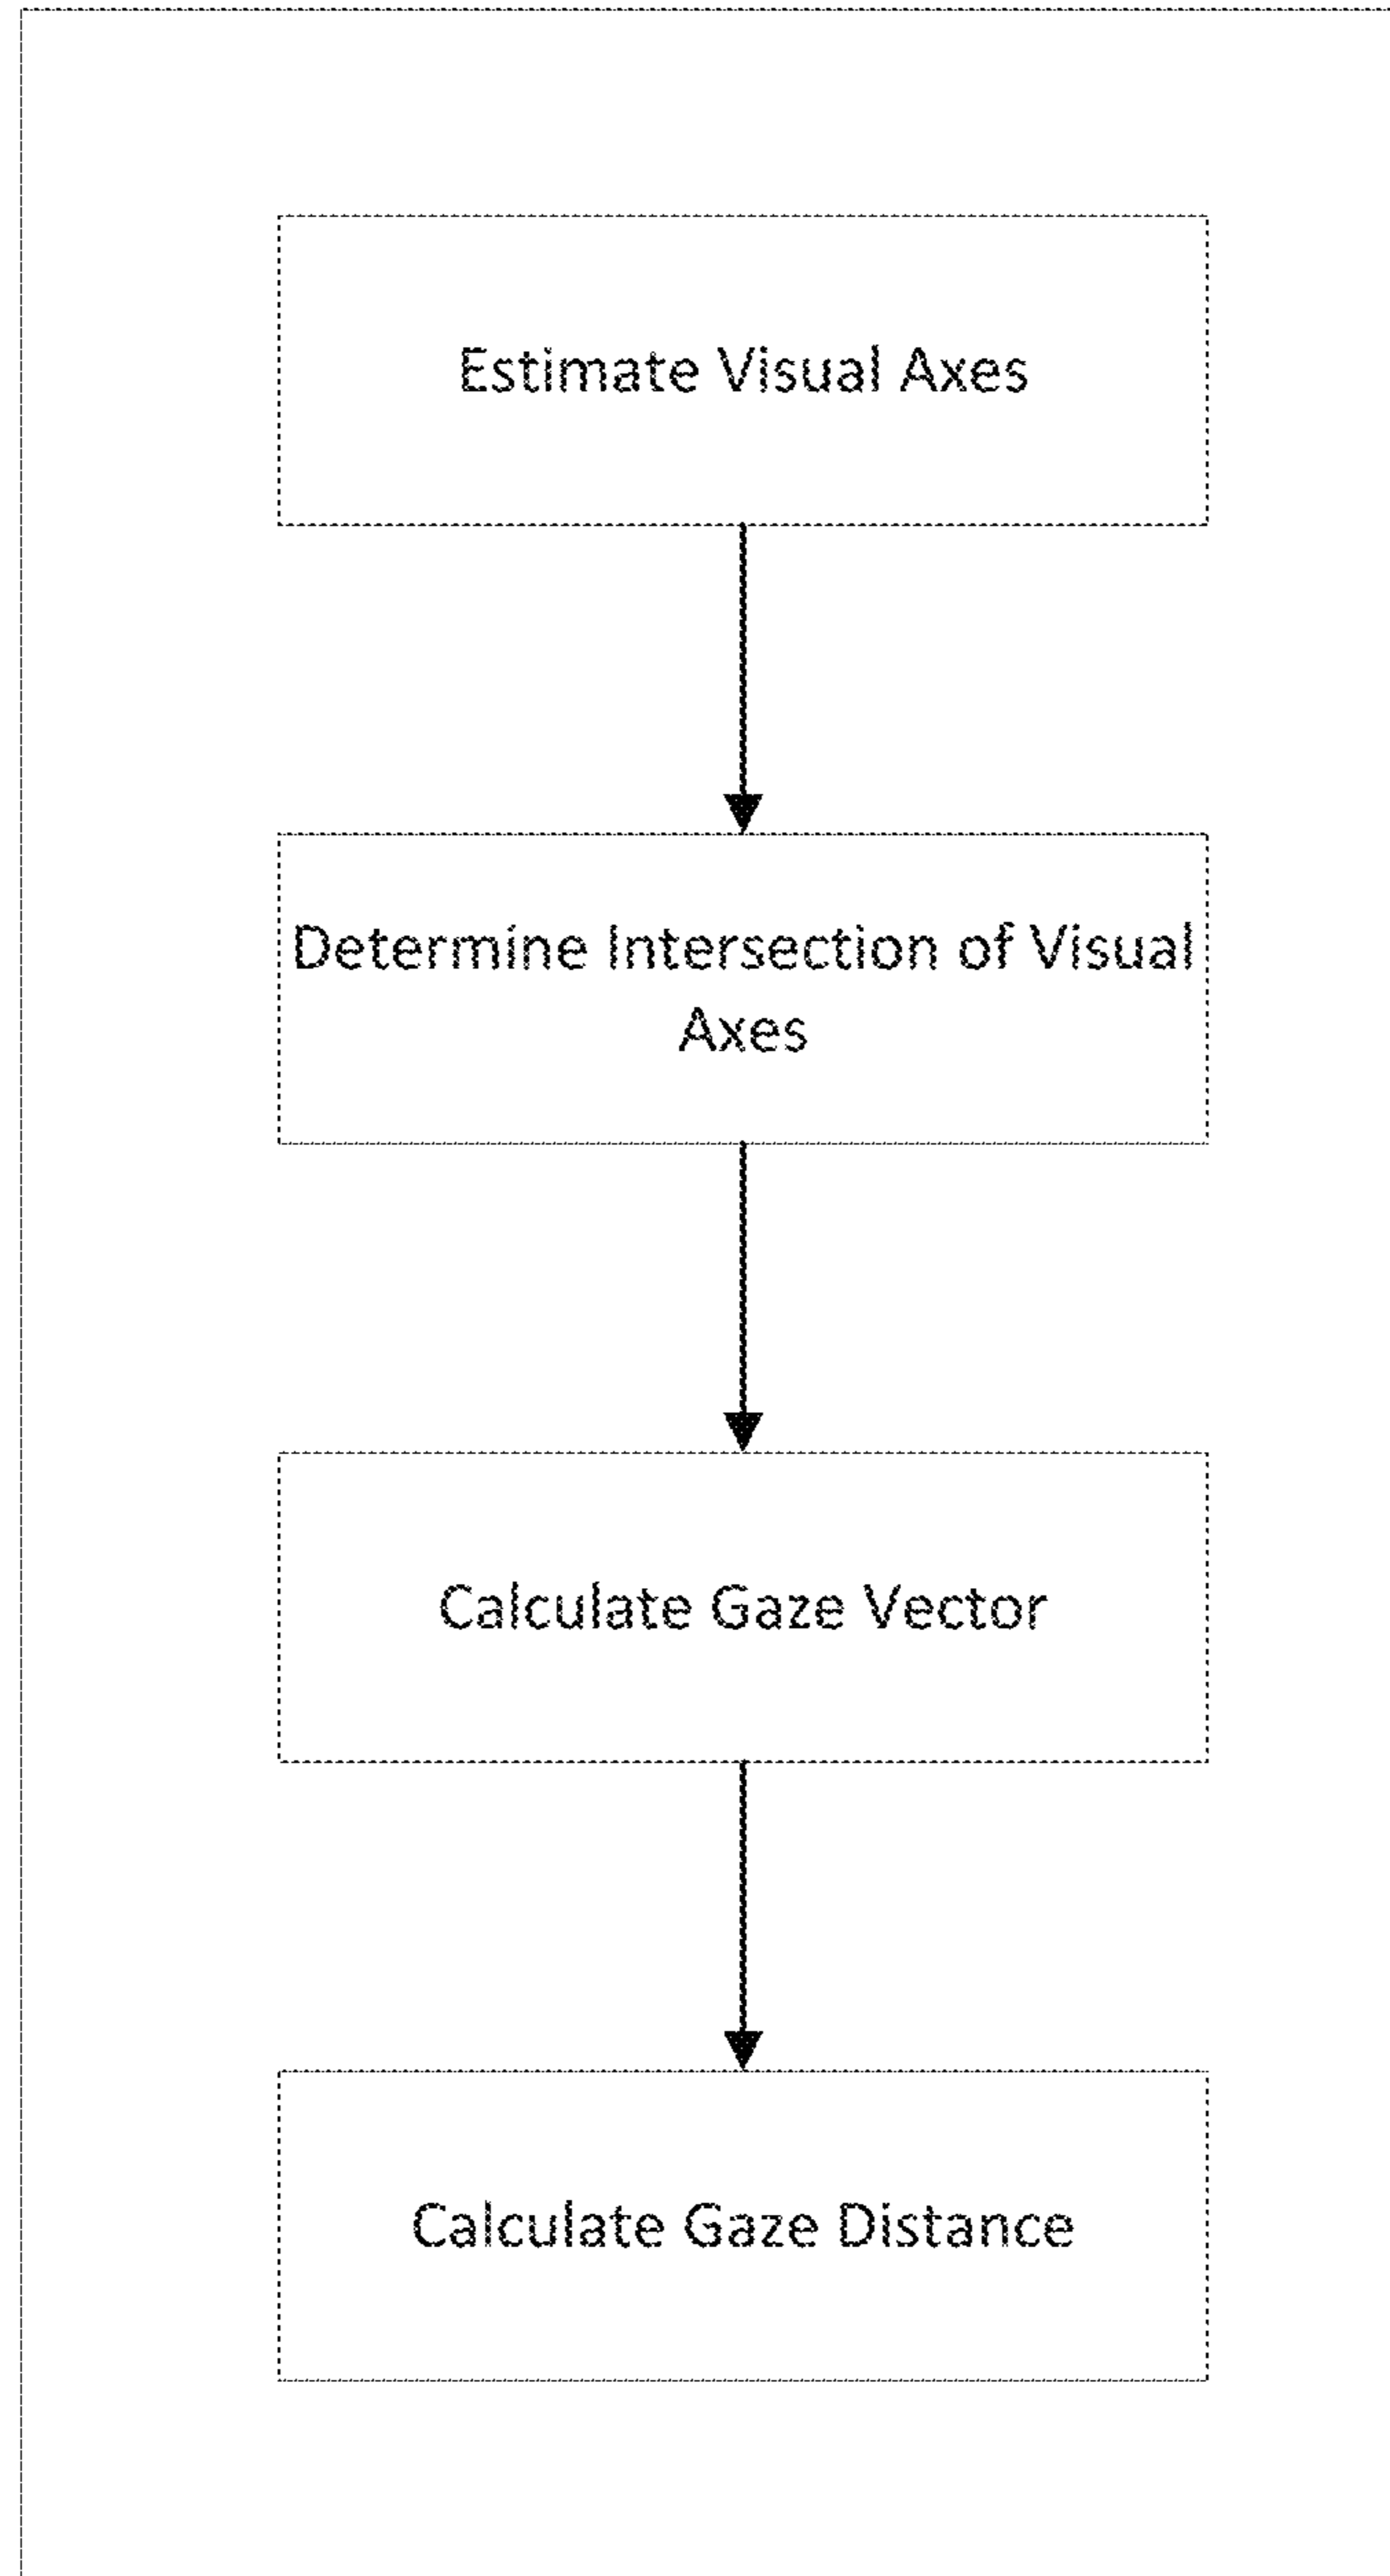 Estimate Visual Axes
Determine Intersection of Visual
Axes
Calculate Gaze Vector
Calculate Gaze Distance